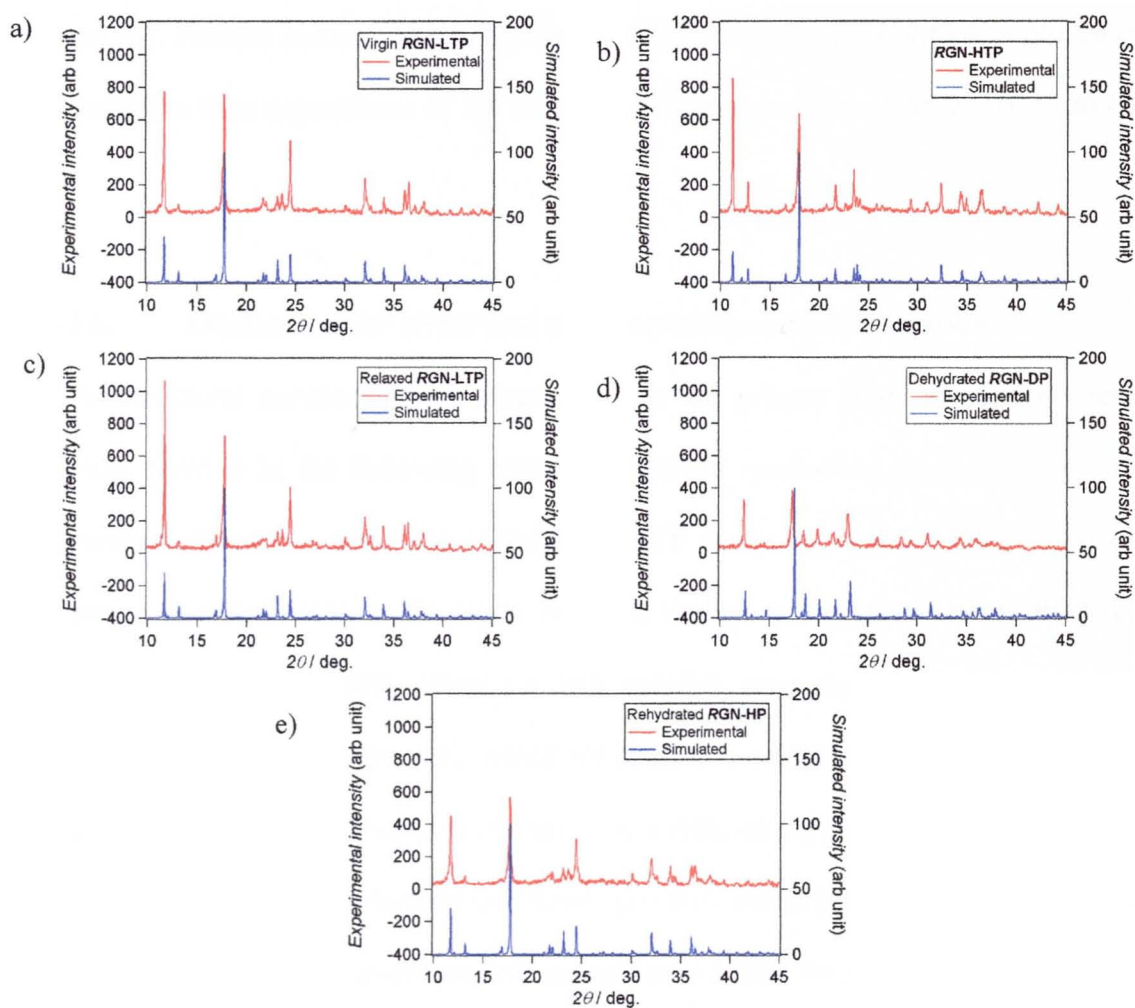 a)
Virgin RGN-LTP
Experimental
Simulated
Experimental intensity (arb unit)
1200
1000
800
600
400
200
0
-200
-400
200
150
100
50
0
Simulated intensity (arb unit)
10 15 20 25 30 35 40 45
2θ / deg.
b)
RGN-HTP
Experimental
Simulated
Experimental intensity (arb unit)
1200
1000
800
600
400
200
0
-200
-400
200
150
100
50
0
Simulated intensity (arb unit)
10 15 20 25 30 35 40 45
2θ / deg.
c)
Relaxed RGN-LTP
Experimental
Simulated
Experimental intensity (arb unit)
1200
1000
800
600
400
200
0
-200
-400
200
150
100
50
0
Simulated intensity (arb unit)
10 15 20 25 30 35 40 45
2θ / deg.
d)
Dehydrated RGN-DP
Experimental
Simulated
Experimental intensity (arb unit)
1200
1000
800
600
400
200
0
-200
-400
200
150
100
50
0
Simulated intensity (arb unit)
10 15 20 25 30 35 40 45
2θ / deg.
e)
Rehydrated RGN-HP
Experimental
Simulated
Experimental intensity (arb unit)
1200
1000
800
600
400
200
0
-200
-400
200
150
100
50
0
Simulated intensity (arb unit)
10 15 20 25 30 35 40 45
2θ / deg.